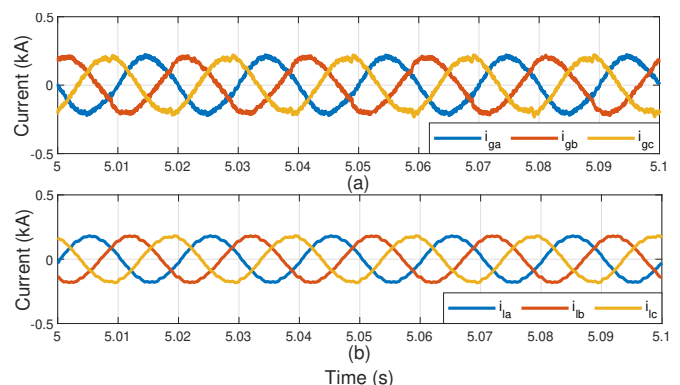 0.5
0
-0.5
Current (kA)
i_ga i_gb i_gc
5 5.01 5.02 5.03 5.04 5.05 5.06 5.07 5.08 5.09 5.1
(a)
0.5
0
-0.5
Current (kA)
i_la i_lb i_lc
5 5.01 5.02 5.03 5.04 5.05 5.06 5.07 5.08 5.09 5.1
(b)
Time (s)